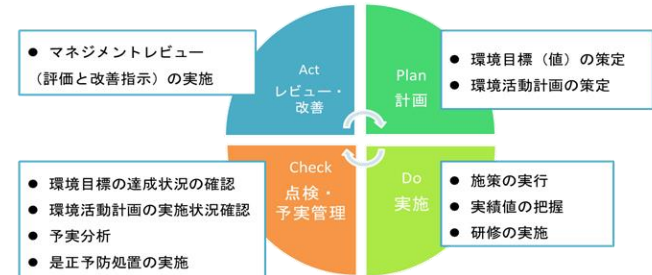 ● マネジメントレビュー
（評価と改善指示）の実施
Act
レビュー・
改善
Plan
計画
● 環境目標（値）の策定
● 環境活動計画の策定
● 環境目標の達成状況の確認
● 環境活動計画の実施状況確認
● 予実分析
● 是正予防処置の実施
Check
点検・
予実管理
Do
実施
● 施策の実行
● 実績値の把握
● 研修の実施